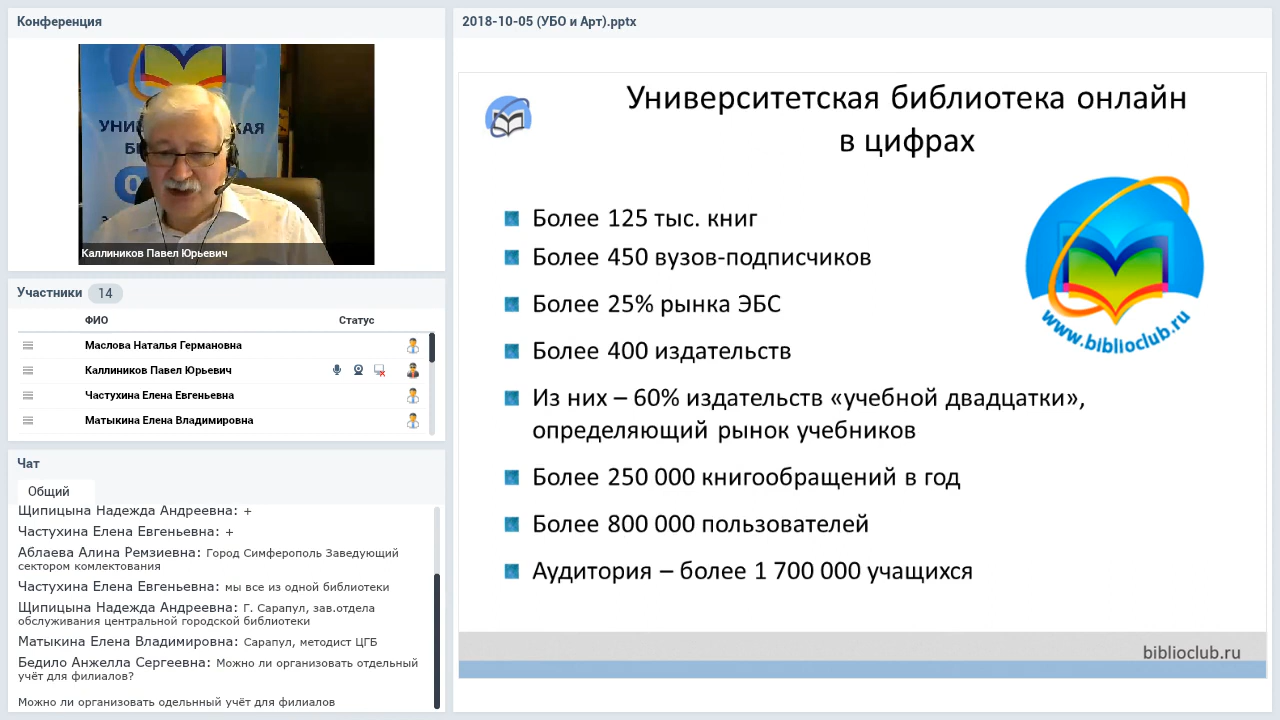 Конференция
УНИ
КАЯ
Каллиников Павел Юрьевич
Участники 14
ФИО Статус
Маслова Наталья Германовна
Каллиников Павел Юрьевич
Частухина Елена Евгеньевна
Матыкина Елена Владимировна
Чат
Общий
Щипицына Надежда Андреевна: +
Частухина Елена Евгеньевна: +
Аблаева Алина Ремзиевна: Город Симферополь Заведующий
сектором комлектования
Частухина Елена Евгеньевна: мы все из одной библиотеки
Щипицына Надежда Андреевна: Г. Сарапул, зав.отдела
обслуживания центральной городской библиотеки
Матыкина Елена Владимировна: Сарапул, методист ЦГБ
Бедило Анжелла Сергеевна: Можно ли организовать отдельный
учёт для филиалов?
Можно ли организовать одельнный учёт для филиалов
2018-10-05 (УБО и Арт).pptx
Университетская библиотека онлайн
в цифрах
Более 125 тыс. книг
Более 450 вузов-подписчиков
Более 25% рынка ЭБС
Более 400 издательств
Из них – 60% издательств «учебной двадцатки»,
определяющий рынок учебников
Более 250 000 книгообращений в год
Более 800 000 пользователей
Аудитория – более 1 700 000 учащихся
www.biblioclub.ru
biblioclub.ru